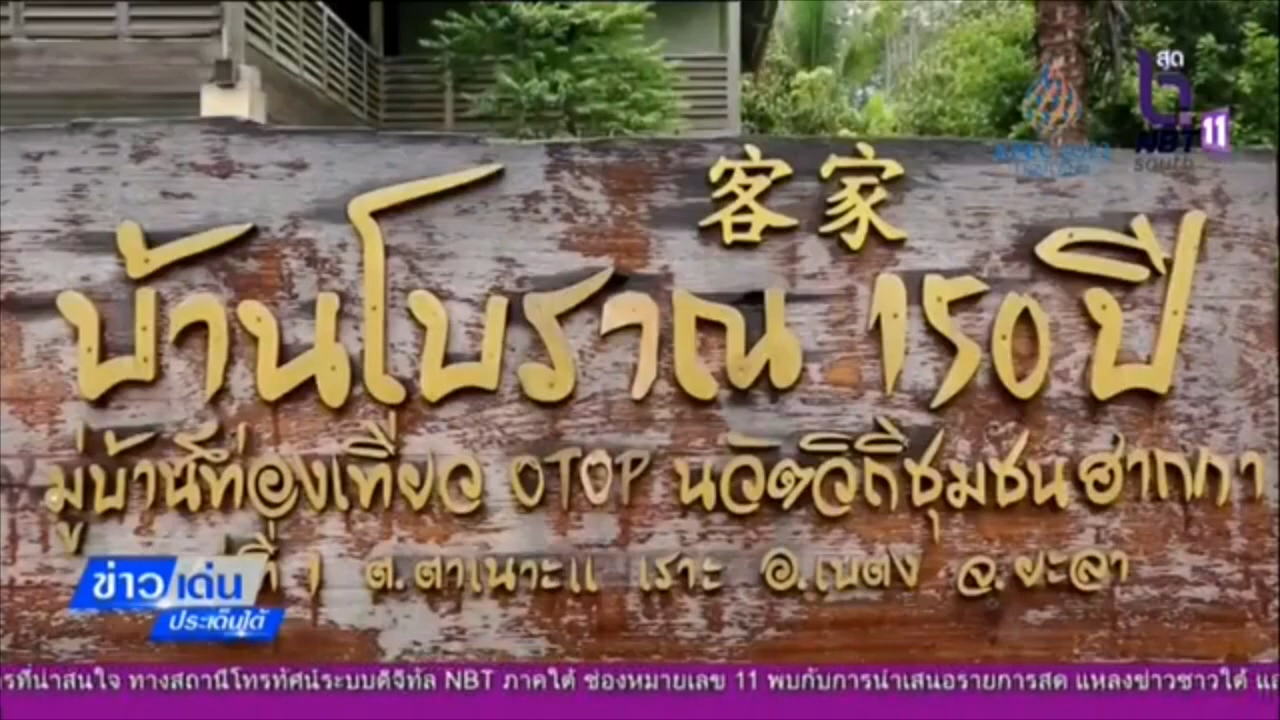 สุด
NBT 11
south
客家
บ้านโบราณ 150 ปี
หมู่บ้านท่องเที่ยว OTOP นวัตวิถีชุมชนฮากกา
ที่ 1 ต.ตาเนาะแมเราะ อ.เบตง จ.ยะลา
ข่าวเด่น
ประเด็นใต้
รที่น่าสนใจ ทางสถานีโทรทัศน์ระบบดิจิทัล NBT ภาคใต้ ช่องหมายเลข 11 พบกับการนำเสนอรายการสด แหลงข่าวชาวใต้ แล